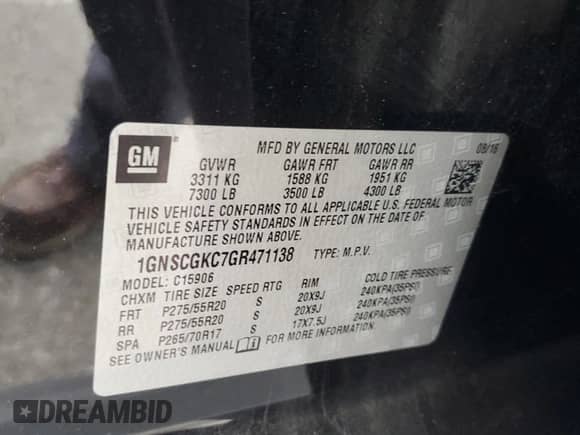 GM
MFD BY GENERAL MOTORS LLC 08/16
GVWR GAWR FRT GAWR RR
3311 KG 1588 KG 1951 KG
7300 LB 3500 LB 4300 LB
THIS VEHICLE CONFORMS TO ALL APPLICABLE U.S. FEDERAL MOTOR
VEHICLE SAFETY STANDARDS IN EFFECT ON THE DATE OF
MANUFACTURE SHOWN ABOVE.
1GNSCGKC7GR471138 TYPE: M.P.V.
MODEL: C15906
CHXM TIRE SIZE SPEED RTG RIM COLD TIRE PRESSURE
FRT P275/55R20 S 20X9J 240KPA(35PSI)
RR P275/55R20 S 20X9J 240KPA(35PSI)
SPA P265/70R17 S 17X7.5J 240KPA(35PSI)
SEE OWNER'S MANUAL FOR MORE INFORMATION.
DREAMBID